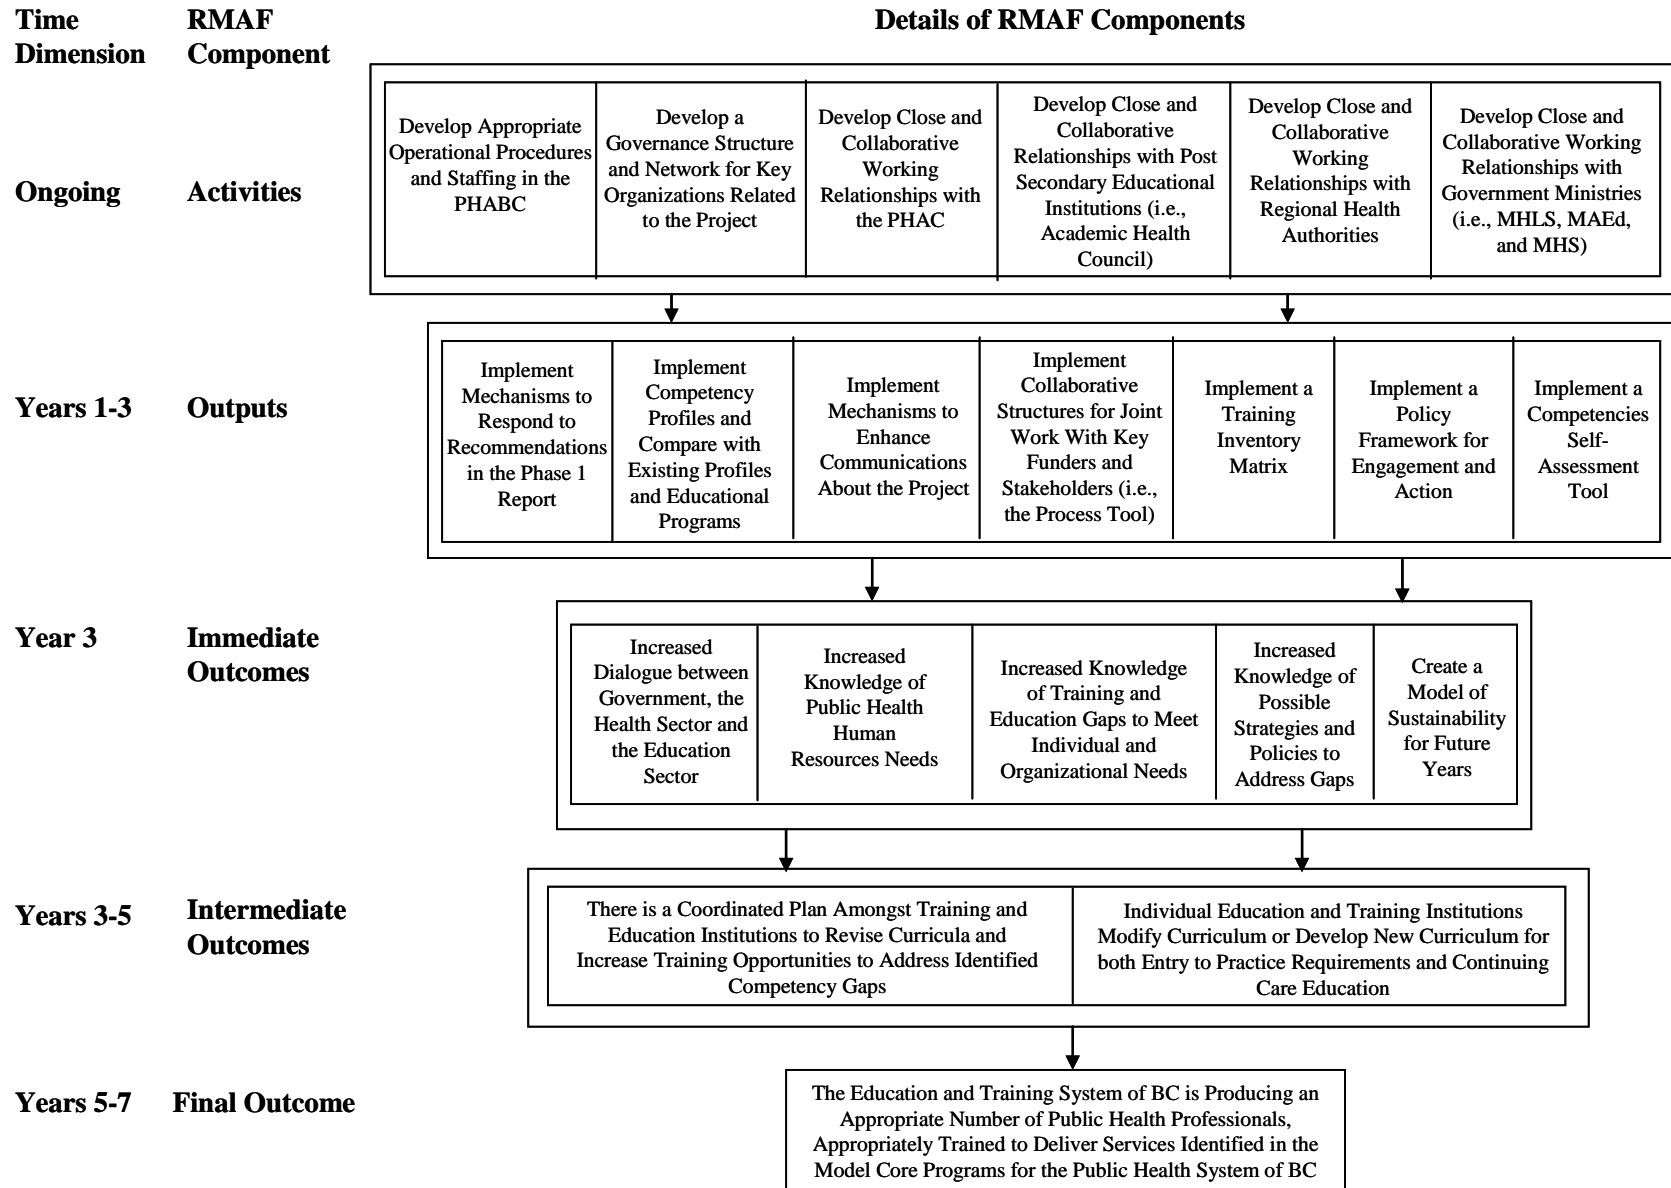 Time
Dimension
RMAF
Component
Details of RMAF Components
Ongoing
Activities
Develop Appropriate
Operational Procedures
and Staffing in the
PHABC
Develop a
Governance Structure
and Network for Key
Organizations Related
to the Project
Develop Close and
Collaborative
Working
Relationships with
the PHAC
Develop Close and
Collaborative
Relationships with Post
Secondary Educational
Institutions (i.e.,
Academic Health
Council)
Develop Close and
Collaborative
Working
Relationships with
Regional Health
Authorities
Develop Close and
Collaborative Working
Relationships with
Government Ministries
(i.e., MHLS, MAEd,
and MHS)
Years 1-3
Outputs
Implement
Mechanisms to
Respond to
Recommendations
in the Phase 1
Report
Implement
Competency
Profiles and
Compare with
Existing Profiles
and Educational
Programs
Implement
Mechanisms to
Enhance
Communications
About the Project
Implement
Collaborative
Structures for Joint
Work With Key
Funders and
Stakeholders (i.e.,
the Process Tool)
Implement a
Training
Inventory
Matrix
Implement a
Policy
Framework for
Engagement and
Action
Implement a
Competencies
Self-
Assessment
Tool
Year 3
Immediate
Outcomes
Increased
Dialogue between
Government, the
Health Sector and
the Education
Sector
Increased
Knowledge of
Public Health
Human
Resources Needs
Increased Knowledge
of Training and
Education Gaps to Meet
Individual and
Organizational Needs
Increased
Knowledge of
Possible
Strategies and
Policies to
Address Gaps
Create a
Model of
Sustainability
for Future
Years
Years 3-5
Intermediate
Outcomes
There is a Coordinated Plan Amongst Training and
Education Institutions to Revise Curricula and
Increase Training Opportunities to Address Identified
Competency Gaps
Individual Education and Training Institutions
Modify Curriculum or Develop New Curriculum for
both Entry to Practice Requirements and Continuing
Care Education
Years 5-7
Final Outcome
The Education and Training System of BC is Producing an
Appropriate Number of Public Health Professionals,
Appropriately Trained to Deliver Services Identified in the
Model Core Programs for the Public Health System of BC